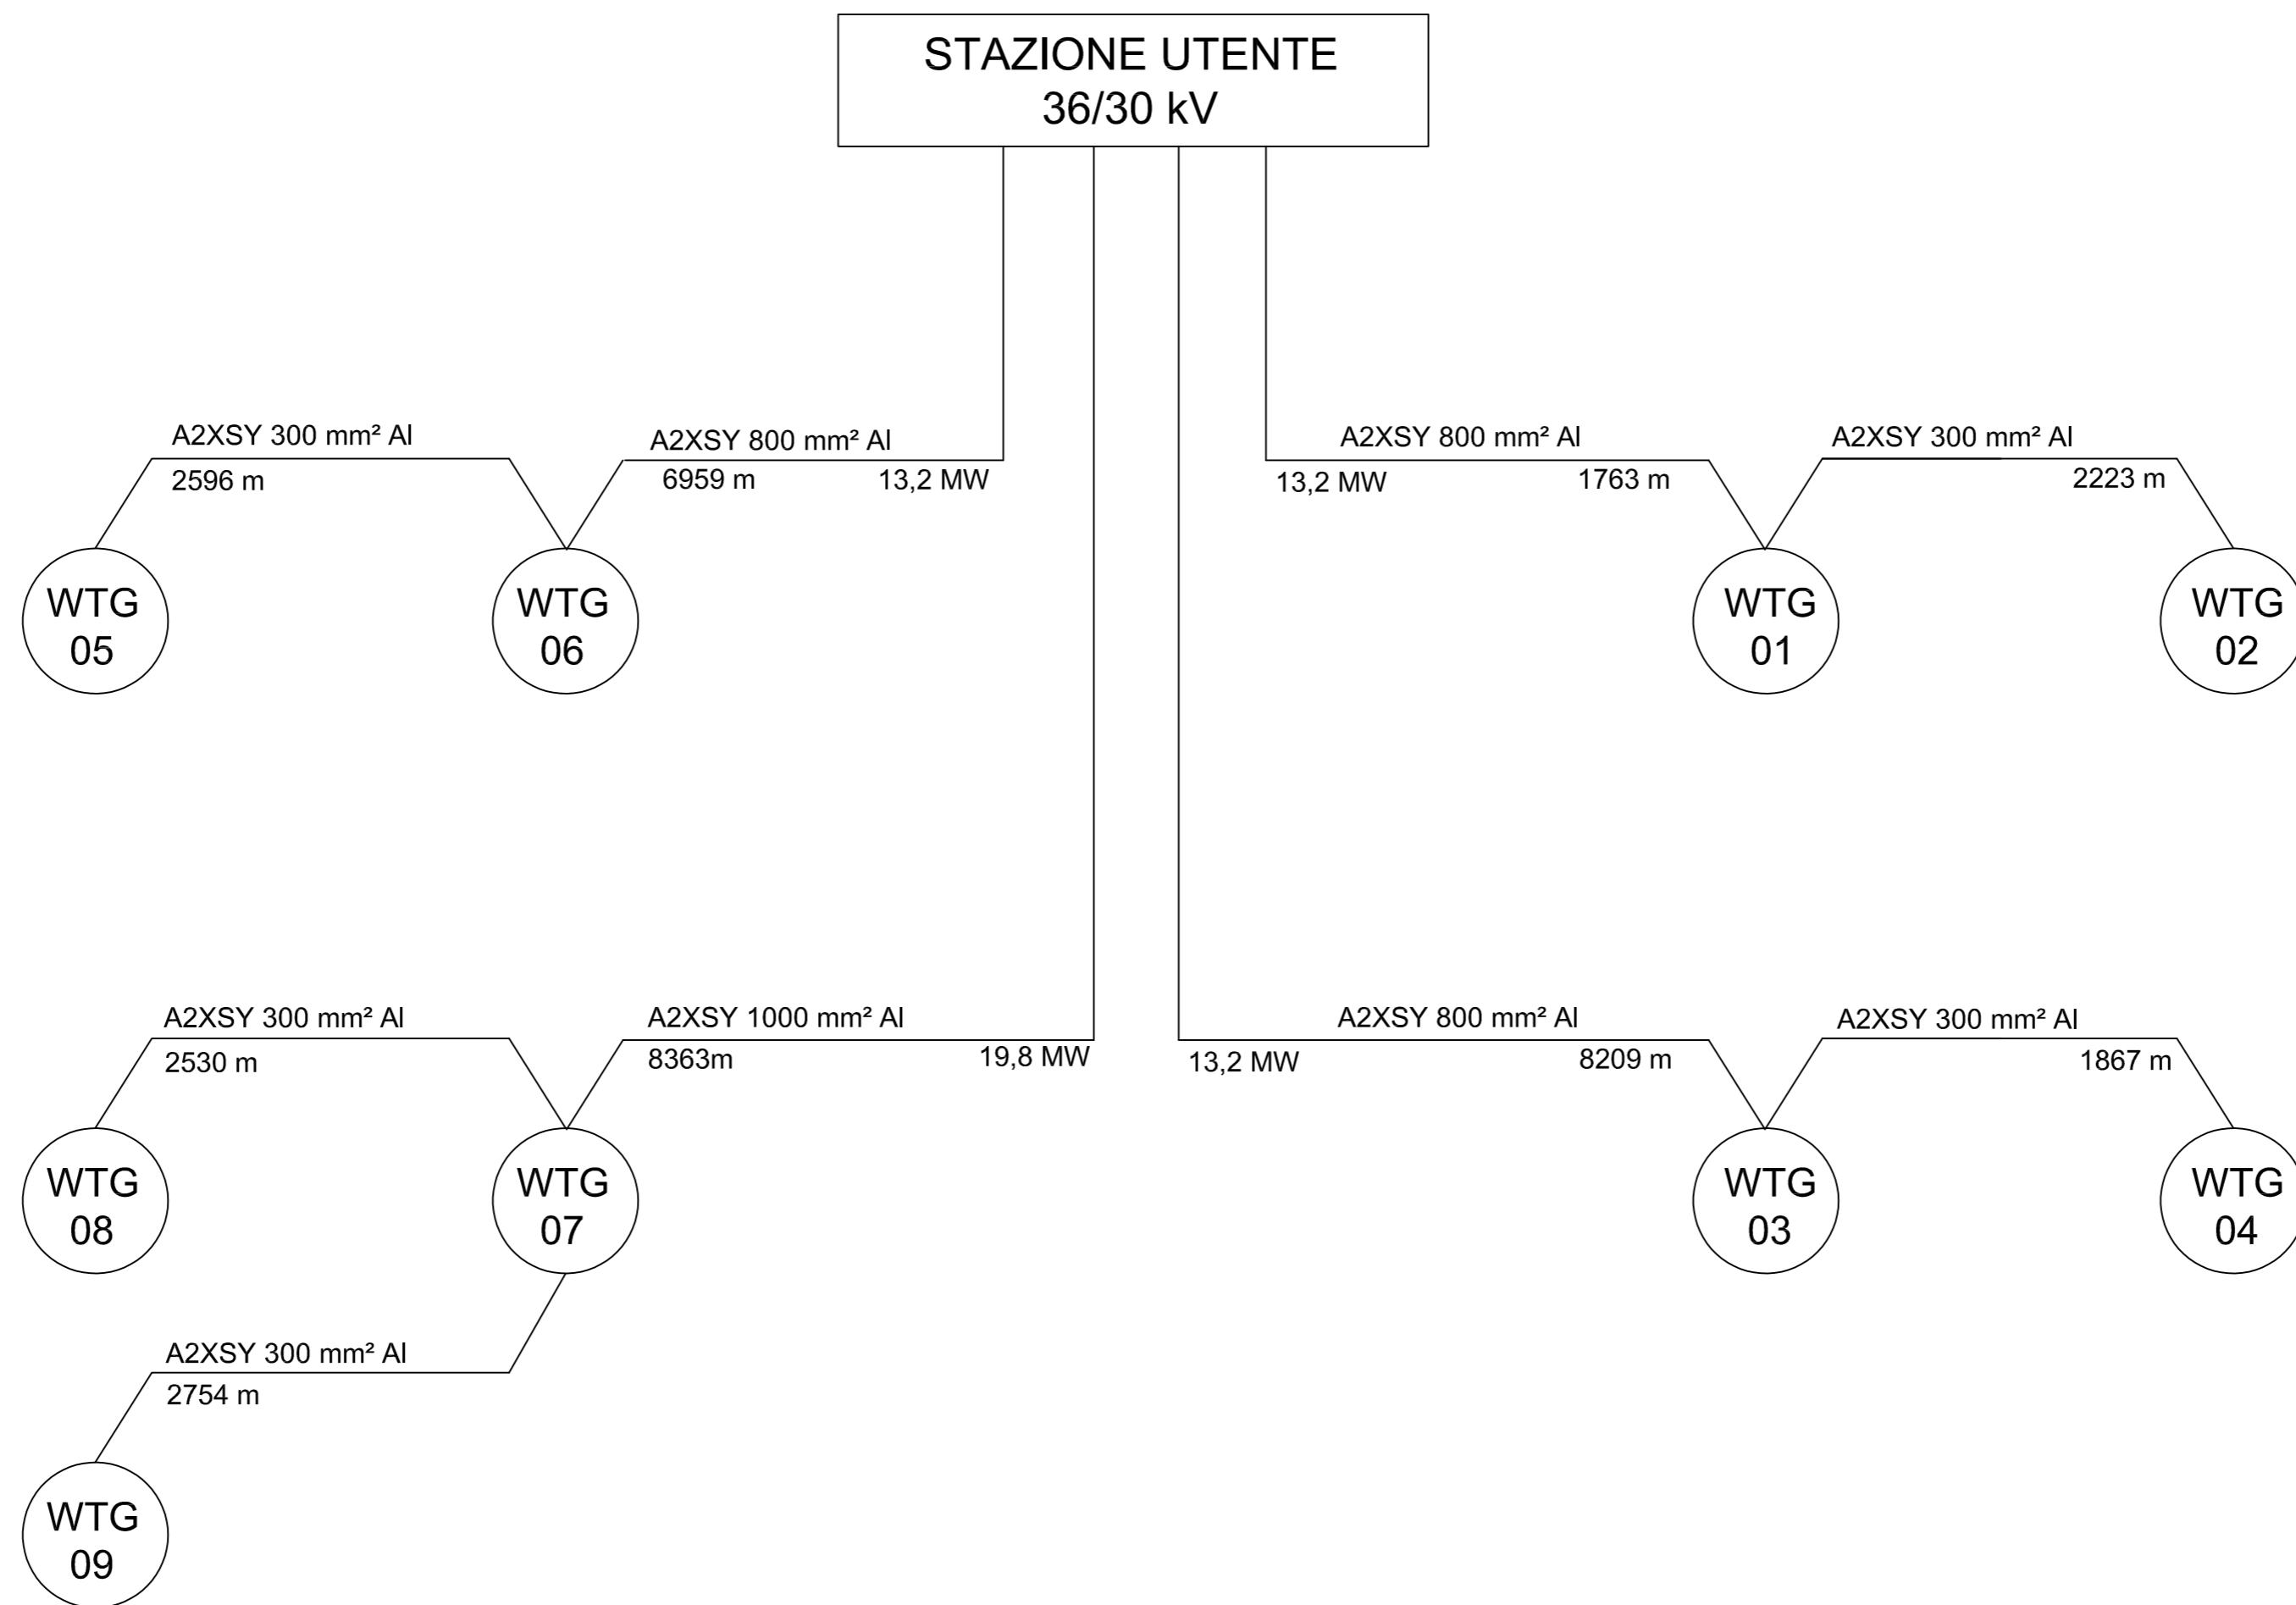 STAZIONE UTENTE
36/30 kV
A2XSY 300 mm² Al
2596 m
A2XSY 800 mm² Al
6959 m
13,2 MW
A2XSY 800 mm² Al
13,2 MW
1763 m
A2XSY 300 mm² Al
2223 m
WTG
05
WTG
06
WTG
01
WTG
02
A2XSY 300 mm² Al
2530 m
A2XSY 1000 mm² Al
8363m
19,8 MW
A2XSY 800 mm² Al
13,2 MW
8209 m
A2XSY 300 mm² Al
1867 m
WTG
08
WTG
07
WTG
03
WTG
04
A2XSY 300 mm² Al
2754 m
WTG
09